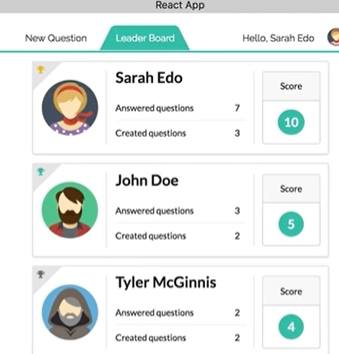 React App
New Question Leader Board Hello, Sarah Edo
Sarah Edo
Answered questions 7
Created questions 3
Score
10
John Doe
Answered questions 3
Created questions 2
Score
5
Tyler McGinnis
Answered questions 2
Created questions 2
Score
4